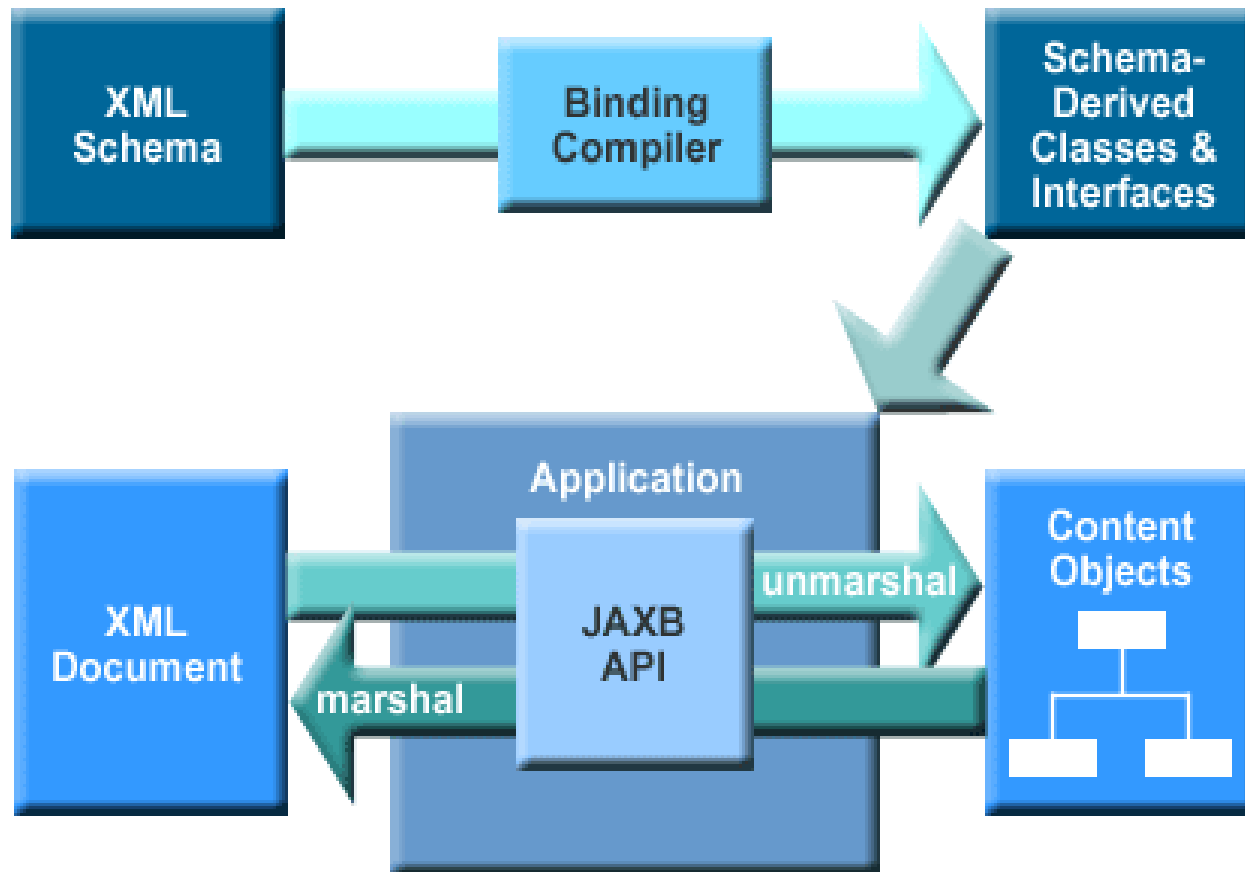 XML
Schema
Binding
Compiler
Schema-
Derived
Classes &
Interfaces
Application
XML
Document
unmarshal
marshal
JAXB
API
Content
Objects